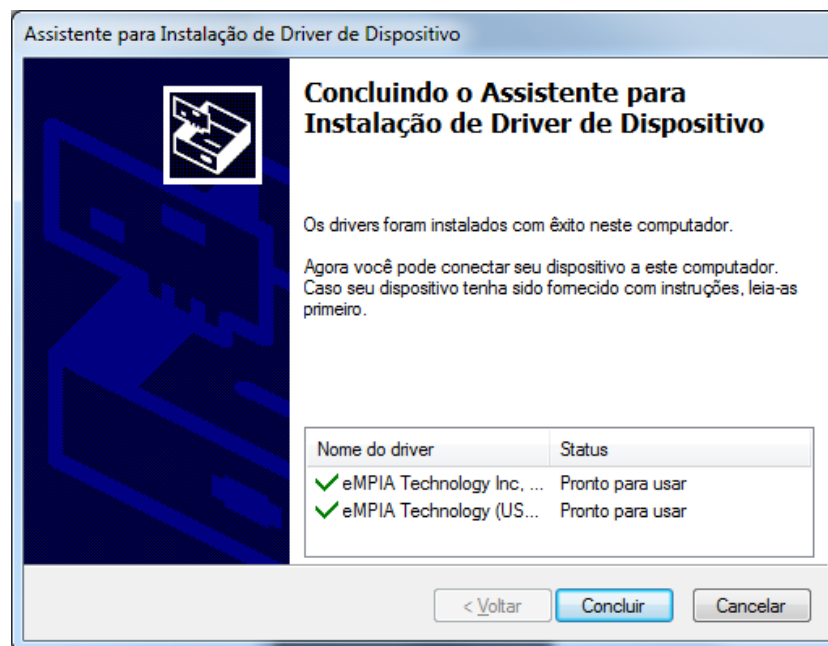 Assistente para Instalação de Driver de Dispositivo
Concluindo o Assistente para
Instalação de Driver de Dispositivo
Os drivers foram instalados com êxito neste computador.
Agora você pode conectar seu dispositivo a este computador.
Caso seu dispositivo tenha sido fornecido com instruções, leia-as
primeiro.
Nome do driver Status
eMPIA Technology Inc, ... Pronto para usar
eMPIA Technology (US... Pronto para usar
< Voltar Concluir Cancelar